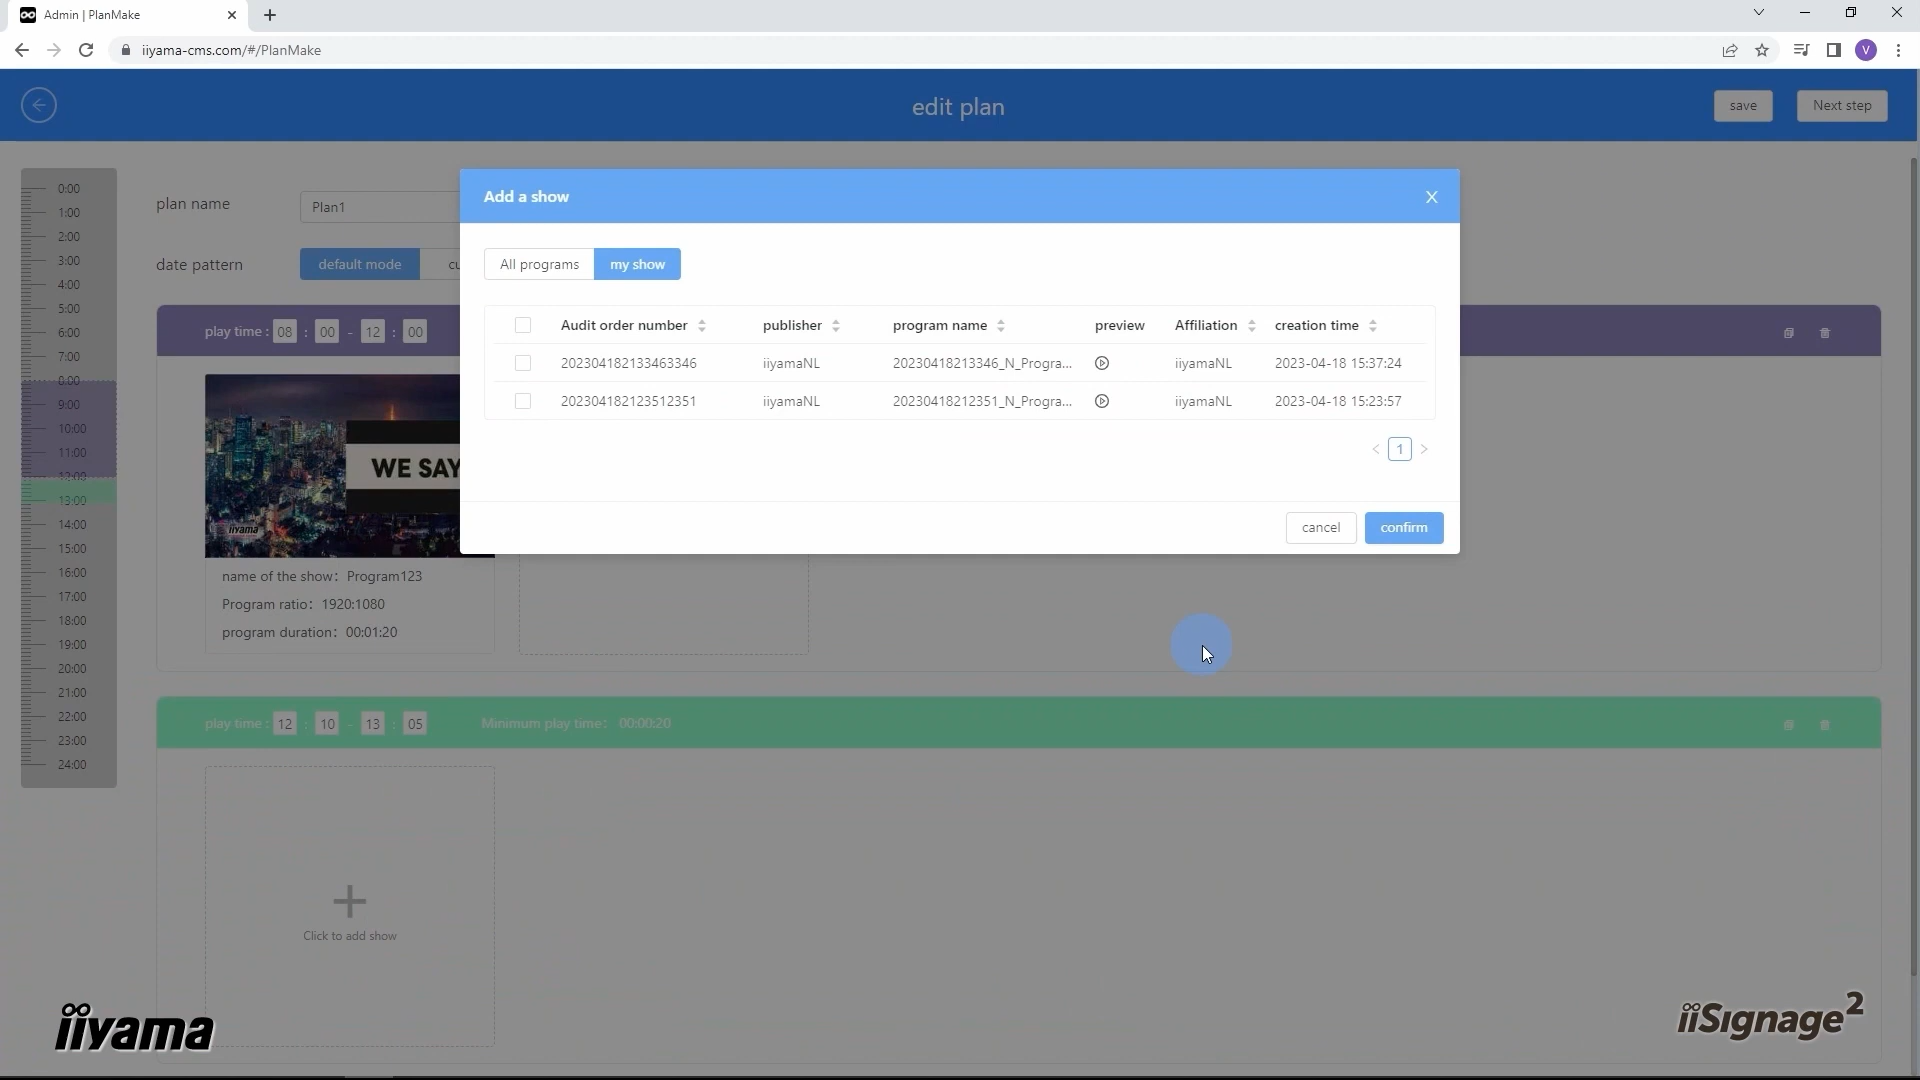 Admin | PlanMake
iiyama-cms.com/#/PlanMake
V
edit plan
save
Next step
0:00
1:00
2:00
3:00
4:00
5:00
6:00
7:00
8:00
9:00
10:00
11:00
12:00
13:00
14:00
15:00
16:00
17:00
18:00
19:00
20:00
21:00
22:00
23:00
24:00
plan name
Plan1
date pattern
default mode
cu
Add a show
All programs
my show
Audit order number publisher program name preview Affiliation creation time
202304182133463346 iiyamaNL 20230418213346_N_Progra... iiyamaNL 2023-04-18 15:37:24
202304182123512351 iiyamaNL 20230418212351_N_Progra... iiyamaNL 2023-04-18 15:23:57
< 1 >
cancel
confirm
play time : 08 : 00 - 12 : 00
WE SAY
iiyama
name of the show：Program123
Program ratio：1920:1080
program duration：00:01:20
play time : 12 : 10 - 13 : 05 Minimum play time： 00:00:20
Click to add show
iiyama
iiSignage²